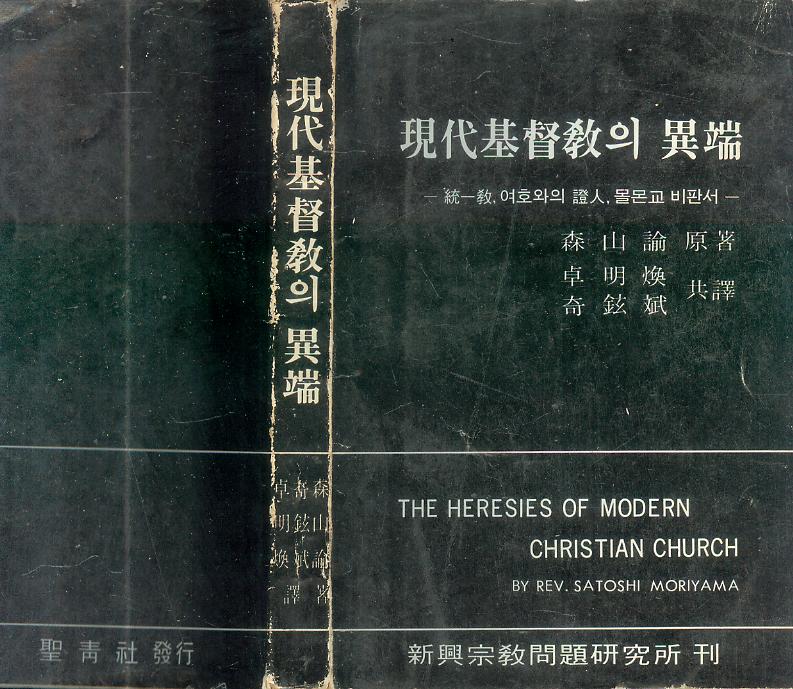 現代基督教의 異端
— 統一敎, 여호와의 證人, 몰몬교 비판서 —
森山諭 原著
卓明煥
奇鉉斌 共譯
THE HERESIES OF MODERN
CHRISTIAN CHURCH
BY REV. SATOSHI MORIYAMA
新興宗敎問題硏究所 刊
現代基督敎의 異端
森山諭 著
奇鉉斌
卓明煥 譯
聖靑社 發行